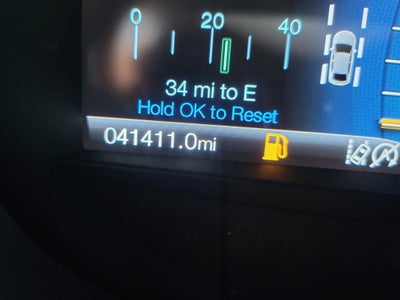 0 20 40
34 mi to E
Hold OK to Reset
041411.0mi